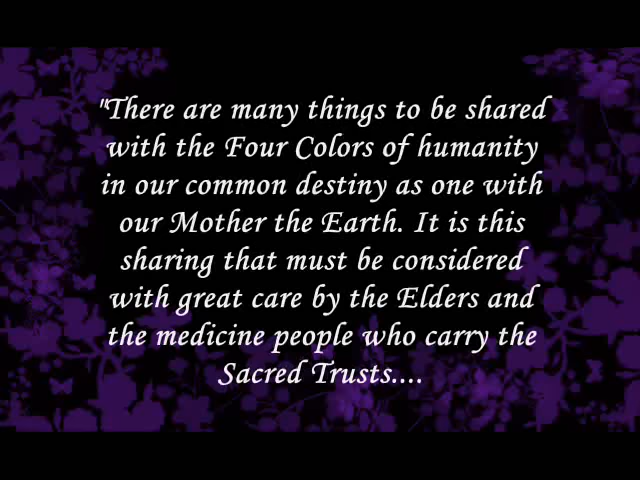 "There are many things to be shared
with the Four Colors of humanity
in our common destiny as one with
our Mother the Earth. It is this
sharing that must be considered
with great care by the Elders and
the medicine people who carry the
Sacred Trusts....